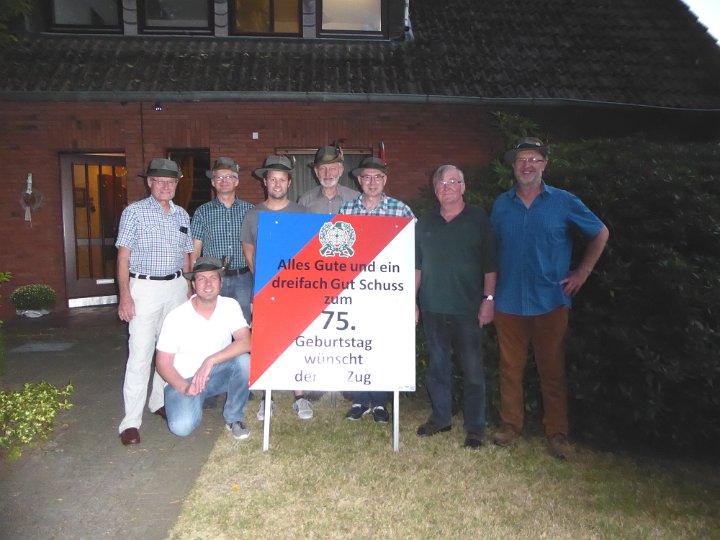 Alles Gute und ein
dreifach Gut Schuss
zum
75.
Geburtstag
wünscht
der Zug